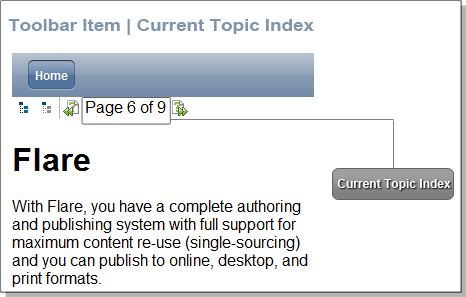 Toolbar Item | Current Topic Index
Home
Page 6 of 9
Flare
Current Topic Index
With Flare, you have a complete authoring
and publishing system with full support for
maximum content re-use (single-sourcing)
and you can publish to online, desktop, and
print formats.